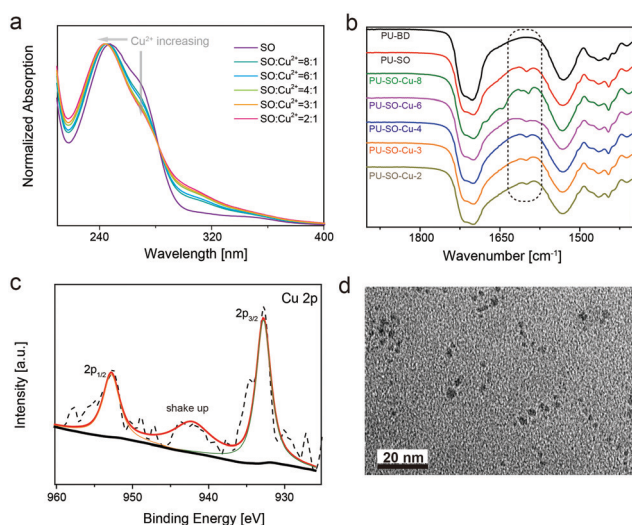 a
Cu²⁺ increasing
SO
SO:Cu²⁺=8:1
SO:Cu²⁺=6:1
SO:Cu²⁺=4:1
SO:Cu²⁺=3:1
SO:Cu²⁺=2:1
Normalized Absorption
240
320
400
Wavelength [nm]
b
PU-BD
PU-SO
PU-SO-Cu-8
PU-SO-Cu-6
PU-SO-Cu-4
PU-SO-Cu-3
PU-SO-Cu-2
1800
1650
1500
Wavenumber [cm⁻¹]
c
Cu 2p
2p3/2
2p1/2
shake up
Intensity [a.u.]
960
950
940
930
Binding Energy [eV]
d
20 nm